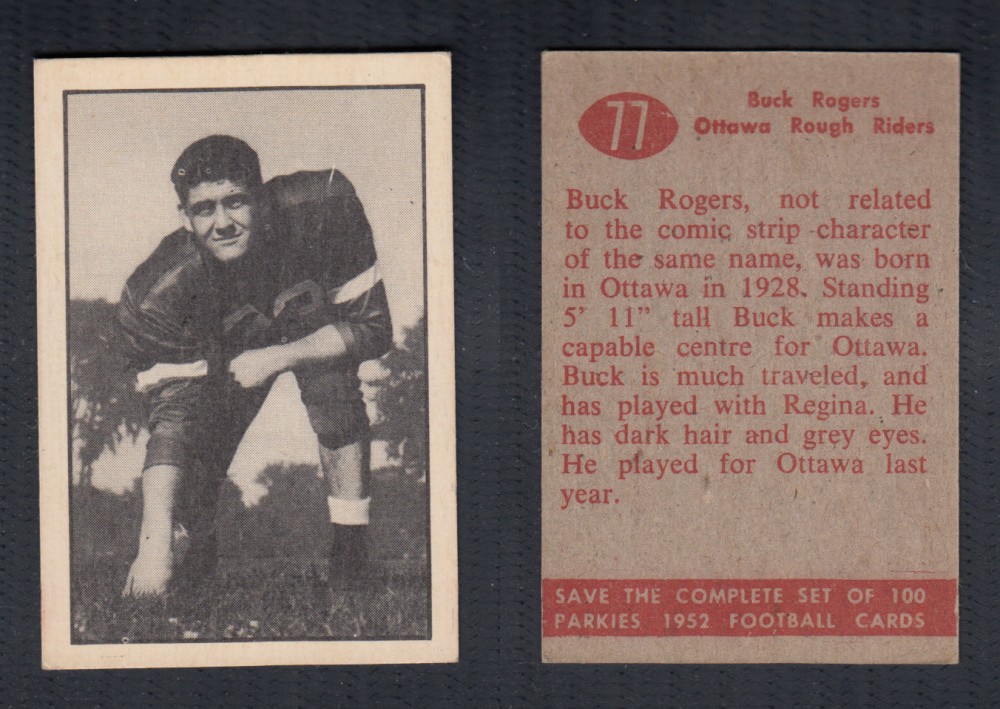 77
Buck Rogers
Ottawa Rough Riders
Buck Rogers, not related
to the comic strip character
of the same name, was born
in Ottawa in 1928. Standing
5' 11" tall Buck makes a
capable centre for Ottawa.
Buck is much traveled, and
has played with Regina. He
has dark hair and grey eyes.
He played for Ottawa last
year.
SAVE THE COMPLETE SET OF 100
PARKIES 1952 FOOTBALL CARDS